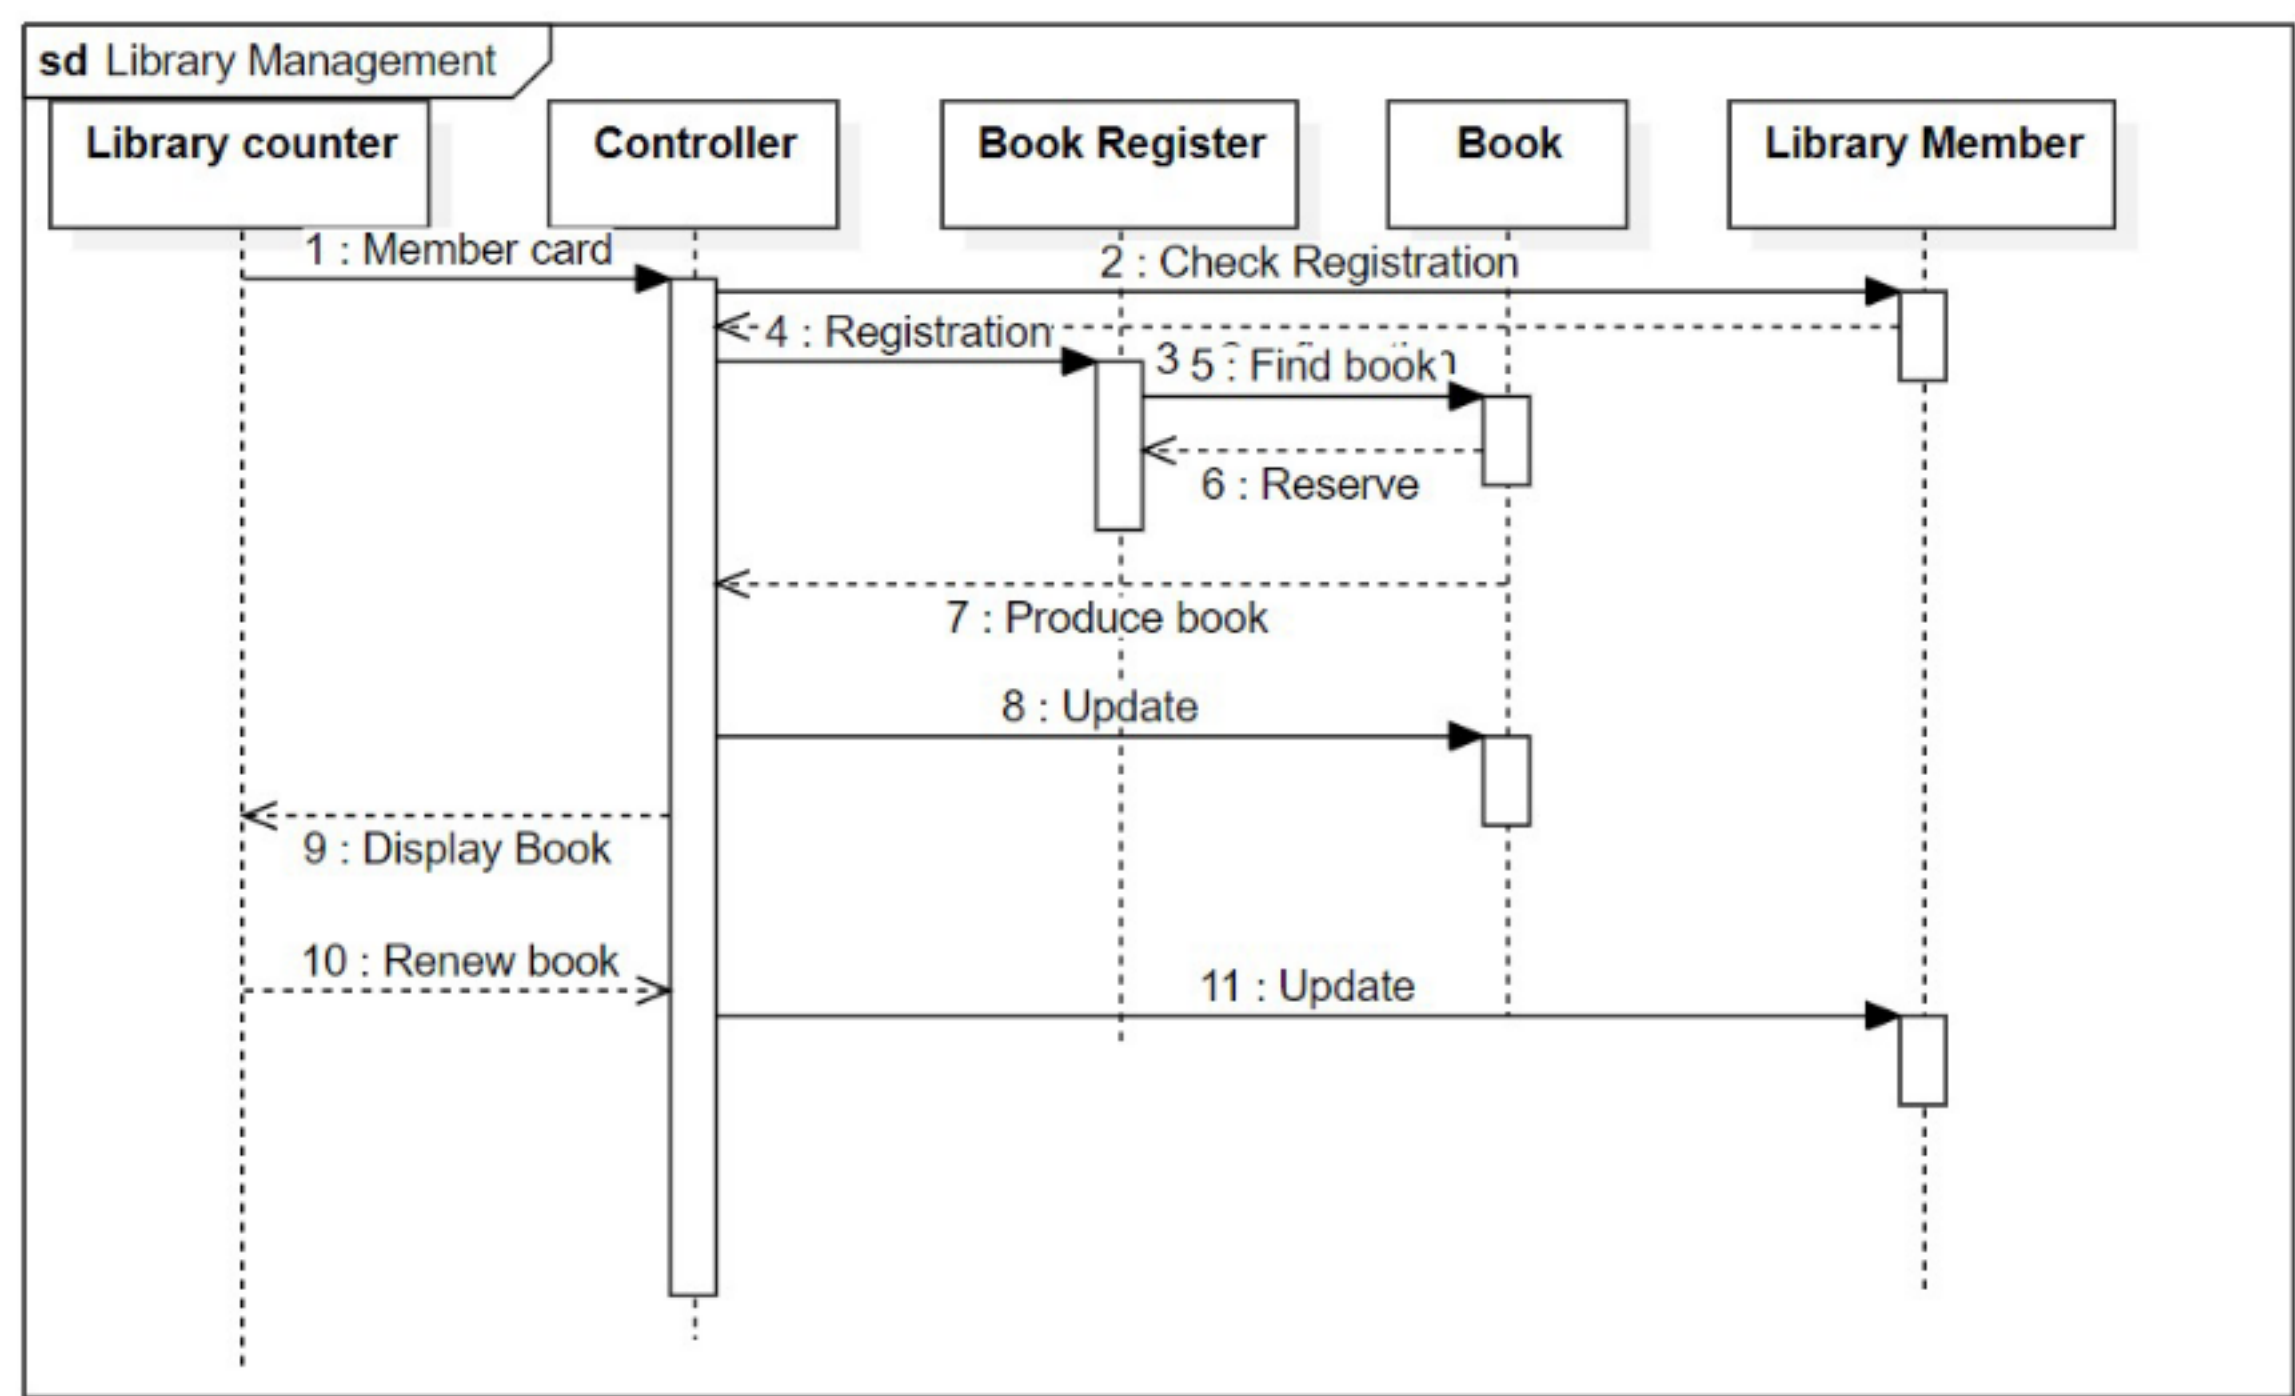 sd Library Management
Library counter
Controller
Book Register
Book
Library Member
1 : Member card
2 : Check Registration
4 : Registration
3
5 : Find book
6 : Reserve
7 : Produce book
8 : Update
9 : Display Book
10 : Renew book
11 : Update